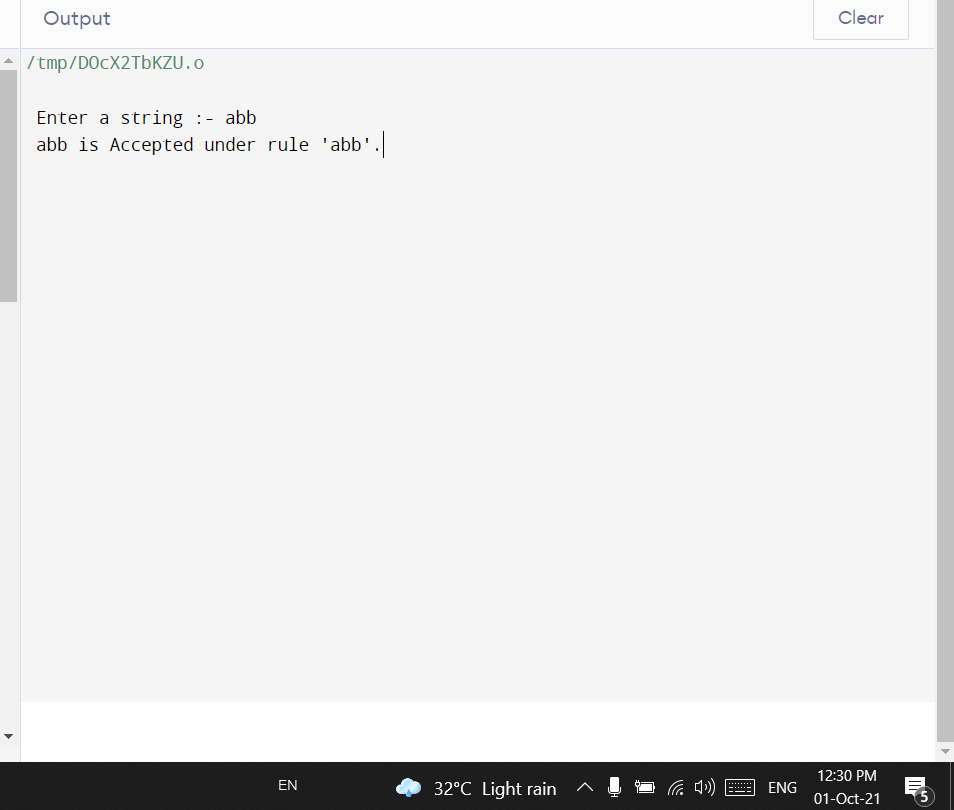 Output
Clear
/tmp/DOcX2TbKZU.o
Enter a string :- abb
abb is Accepted under rule 'abb'.
EN
32°C Light rain
ENG
12:30 PM
01-Oct-21
5